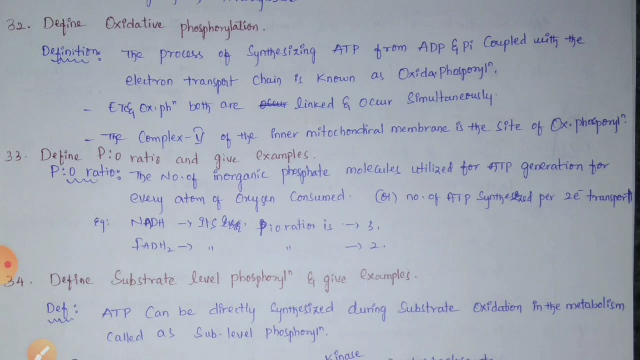 32. Define Oxidative phosphorylation.
Definition: The process of synthesizing ATP from ADP & Pi Coupled with the
electron transport chain is known as Oxida. Phosporylⁿ.
- ETC & Ox.phⁿ both are linked & occur simultaneously.
- The Complex-V of the inner mitochondrial membrane is the site of Ox.phosporylⁿ
33. Define P:O ratio and give examples.
P:O ratio: The No. of inorganic phosphate molecules utilized for ATP generation for
every atom of Oxygen Consumed. (or) no. of ATP Synthesized per 2e⁻ transport
Eg: NADH → its P:O ratio is → 3.
FADH₂ → " " → 2.
34. Define Substrate level phosphorylⁿ & give examples.
Def: ATP can be directly synthesized during Substrate Oxidation in the metabolism
called as Sub-level phosphorylⁿ.
kinase